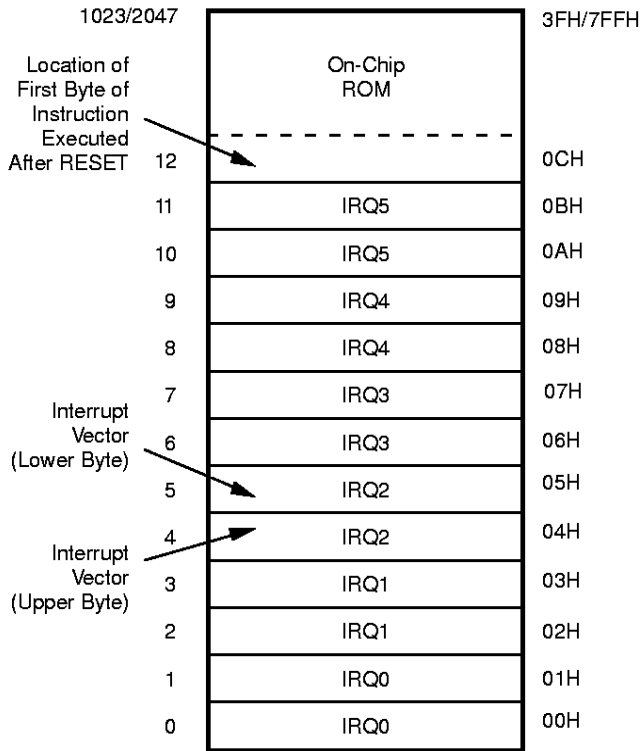 1023/2047 3FH/7FFH
Location of
First Byte of
Instruction
Executed
After RESET
On-Chip
ROM
12 0CH
11 IRQ5 0BH
10 IRQ5 0AH
9 IRQ4 09H
8 IRQ4 08H
7 IRQ3 07H
6 IRQ3 06H
Interrupt
Vector
(Lower Byte)
5 IRQ2 05H
4 IRQ2 04H
Interrupt
Vector
(Upper Byte)
3 IRQ1 03H
2 IRQ1 02H
1 IRQ0 01H
0 IRQ0 00H